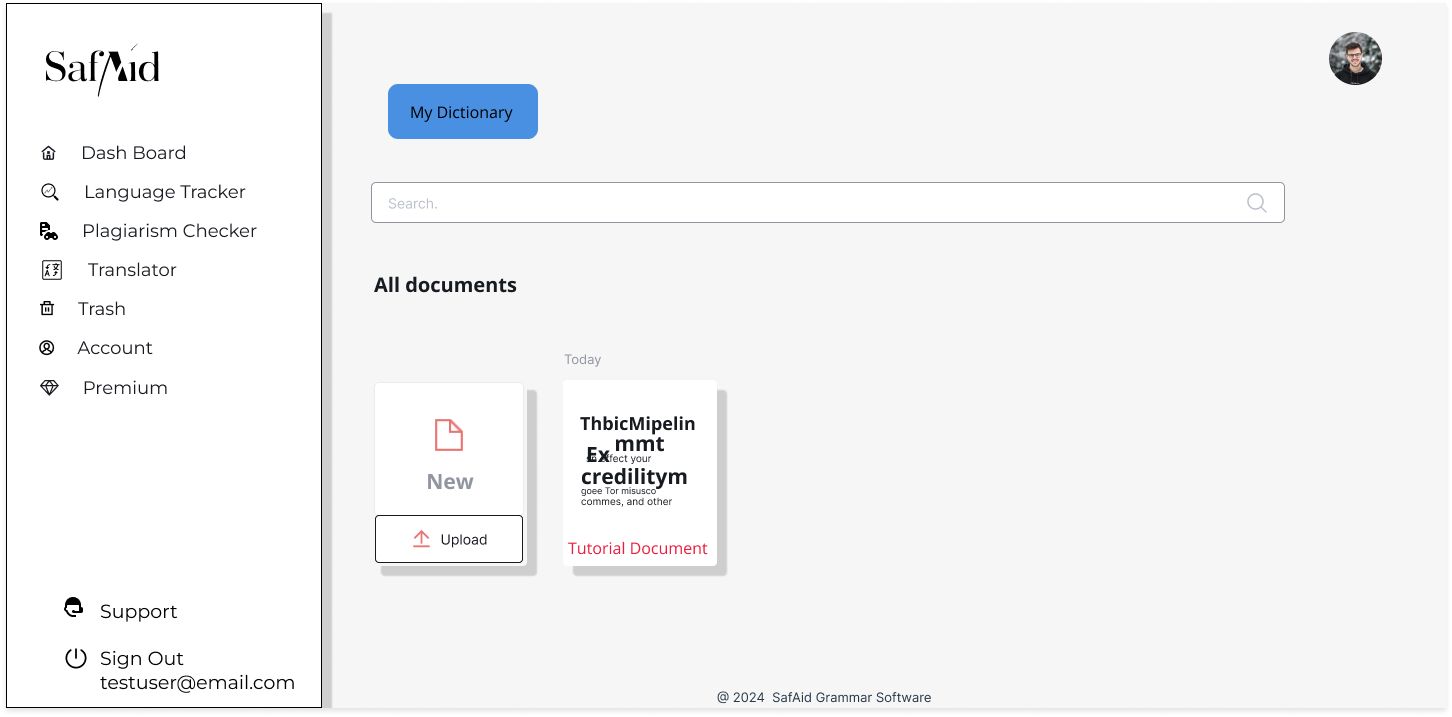 SafAid
Dash Board
Language Tracker
Plagiarism Checker
Translator
Trash
Account
Premium
Support
Sign Out
testuser@email.com
My Dictionary
Search.
All documents
Today
New
Upload
ThbicMipelin
mmt
Ex ffect your
credilitym
goee Tor misusco
commes, and other
Tutorial Document
@ 2024 SafAid Grammar Software